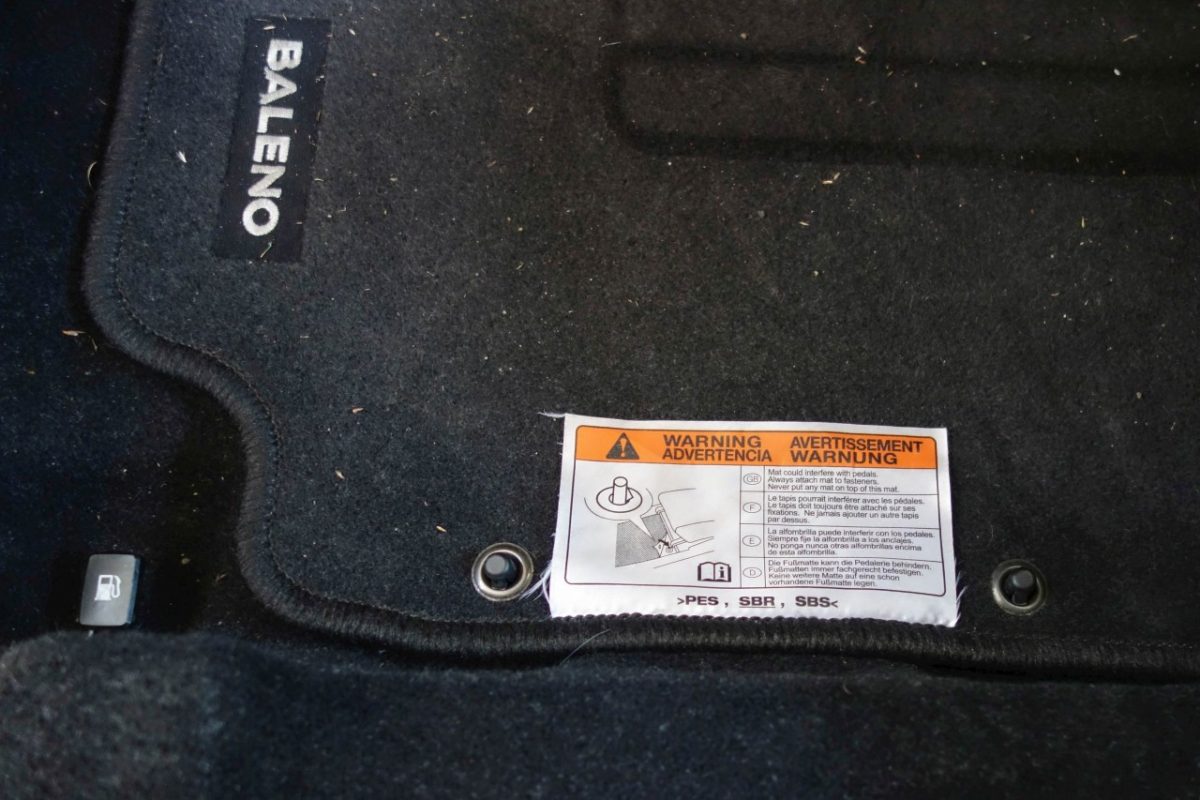 BALENO
WARNING AVERTISSEMENT
ADVERTENCIA WARNUNG
GB
Mat could interfere with pedals.
Always attach mat to fasteners.
Never put any mat on top of this mat.
F
Le tapis pourrait interférer avec les pédales.
Le tapis doit toujours être attaché sur ses
fixations. Ne jamais ajouter un autre tapis
par dessus.
E
La alfombrilla puede interferir con los pedales.
Siempre fije la alfombrilla a los anclajes.
No ponga nunca otras alfombrillas encima
de esta alfombrilla.
D
Die Fußmatte kann die Pedalerie behindern.
Fußmatten immer fachgerecht befestigen.
Keine weitere Matte auf eine schon
vorhandene Fußmatte legen.
>PES , SBR , SBS<